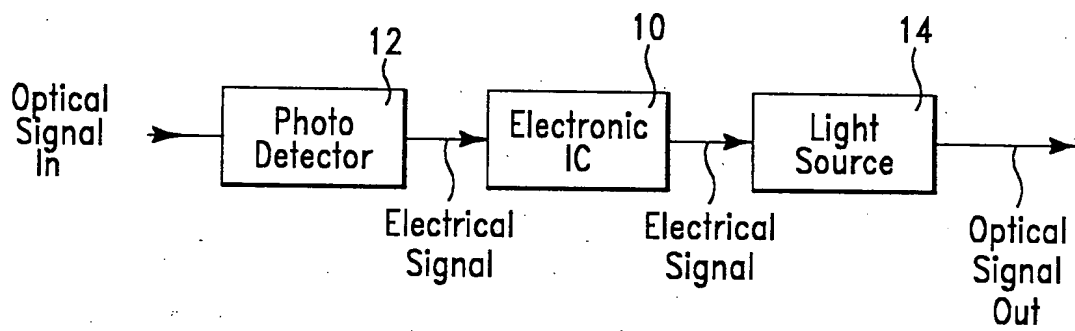 12
10
14
Optical
Signal
In
Photo
Detector
Electronic
IC
Light
Source
Electrical
Signal
Electrical
Signal
Optical
Signal
Out